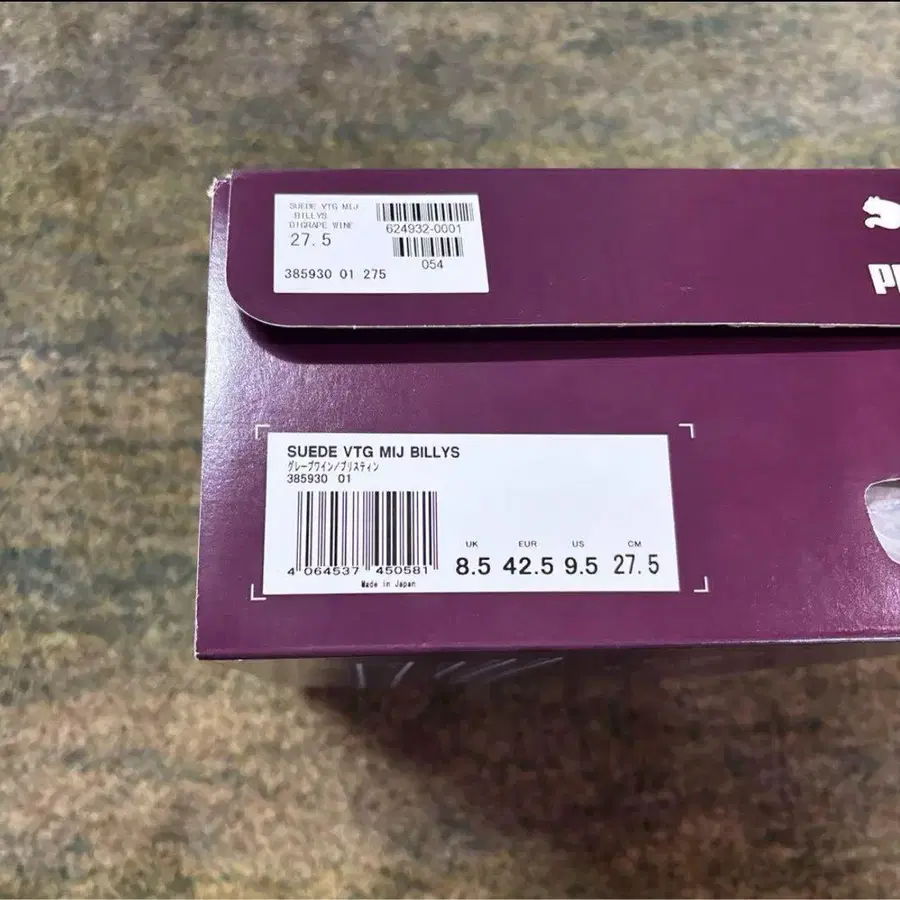 SUEDE VTG MIJ
BILLYS
01GRAPE WINE
27.5
385930 01 275
624932-0001
054
SUEDE VTG MIJ BILLYS
グレープワイン/プリスティン
385930 01
4 064537 450581
Made in Japan
UK EUR US CM
8.5 42.5 9.5 27.5